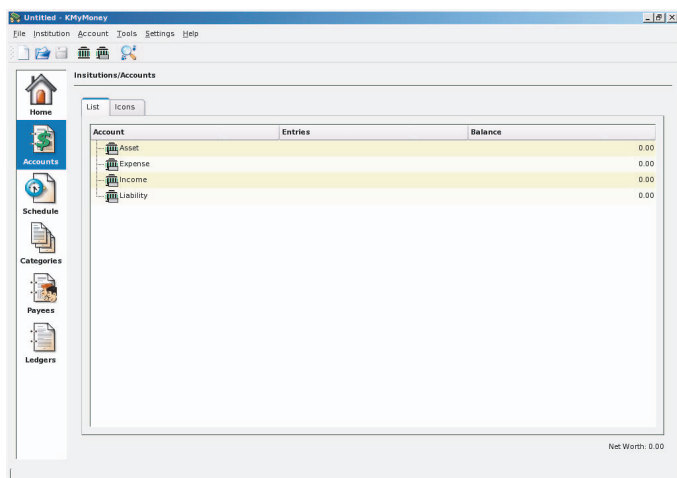 Untitled - KMyMoney
File Institution Account Tools Settings Help
Insitutions/Accounts
Home
Accounts
Schedule
Categories
Payees
Ledgers
List Icons
Account Entries Balance
Asset 0.00
Expense 0.00
Income 0.00
Liability 0.00
Net Worth: 0.00